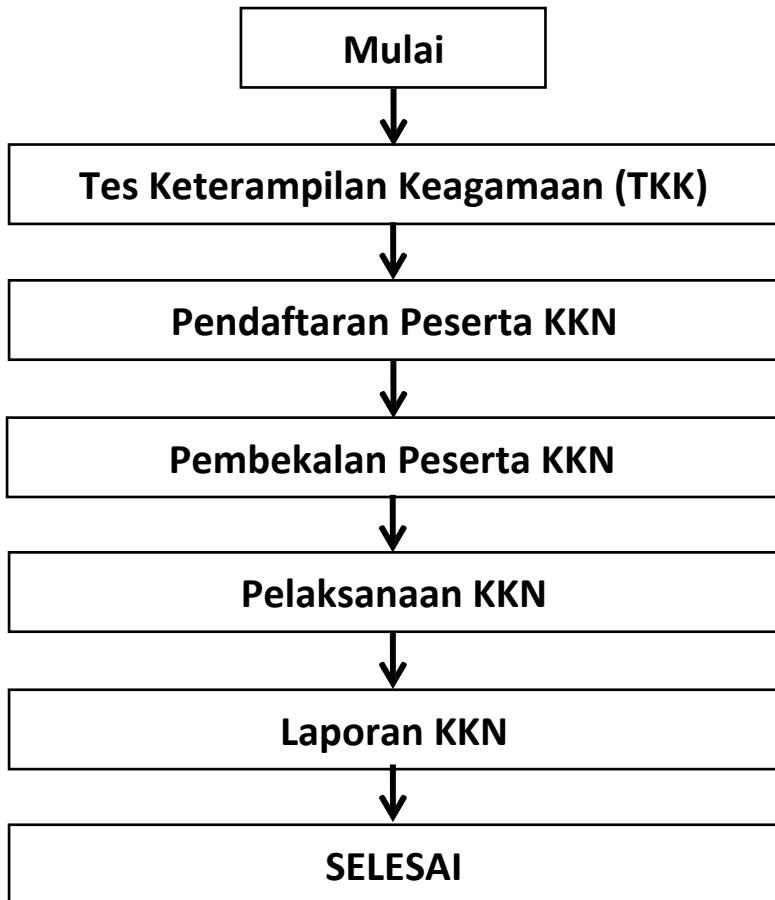 Mulai
Tes Keterampilan Keagamaan (TKK)
Pendaftaran Peserta KKN
Pembekalan Peserta KKN
Pelaksanaan KKN
Laporan KKN
SELESAI